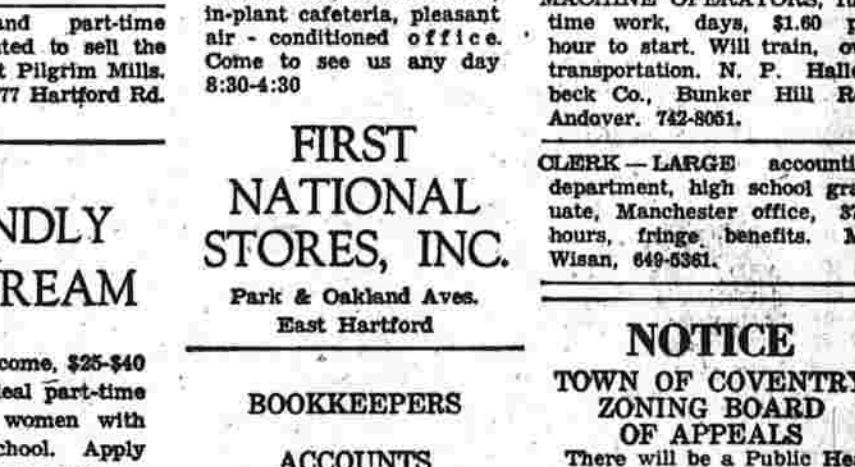 and part-time
ted to sell the
t Pilgrim Mills.
77 Hartford Rd.
NDLY
REAM
come, $25-$40
eal part-time
women with
chool. Apply
in-plant cafeteria, pleasant
air - conditioned office.
Come to see us any day
8:30-4:30
FIRST
NATIONAL
STORES, INC.
Park & Oakland Aves.
East Hartford
BOOKKEEPERS
ACCOUNTS
MACHINE OPERATORS,
time work, days, $1.60 p
hour to start. Will train, ow
transportation. N. P. Halle
beck Co., Bunker Hill R
Andover. 742-8051.
CLERK — LARGE accounti
department, high school gra
uate, Manchester office, $7
hours, fringe benefits. M
Wisan, 649-5361.
NOTICE
TOWN OF COVENTRY
ZONING BOARD
OF APPEALS
There will be a Public He